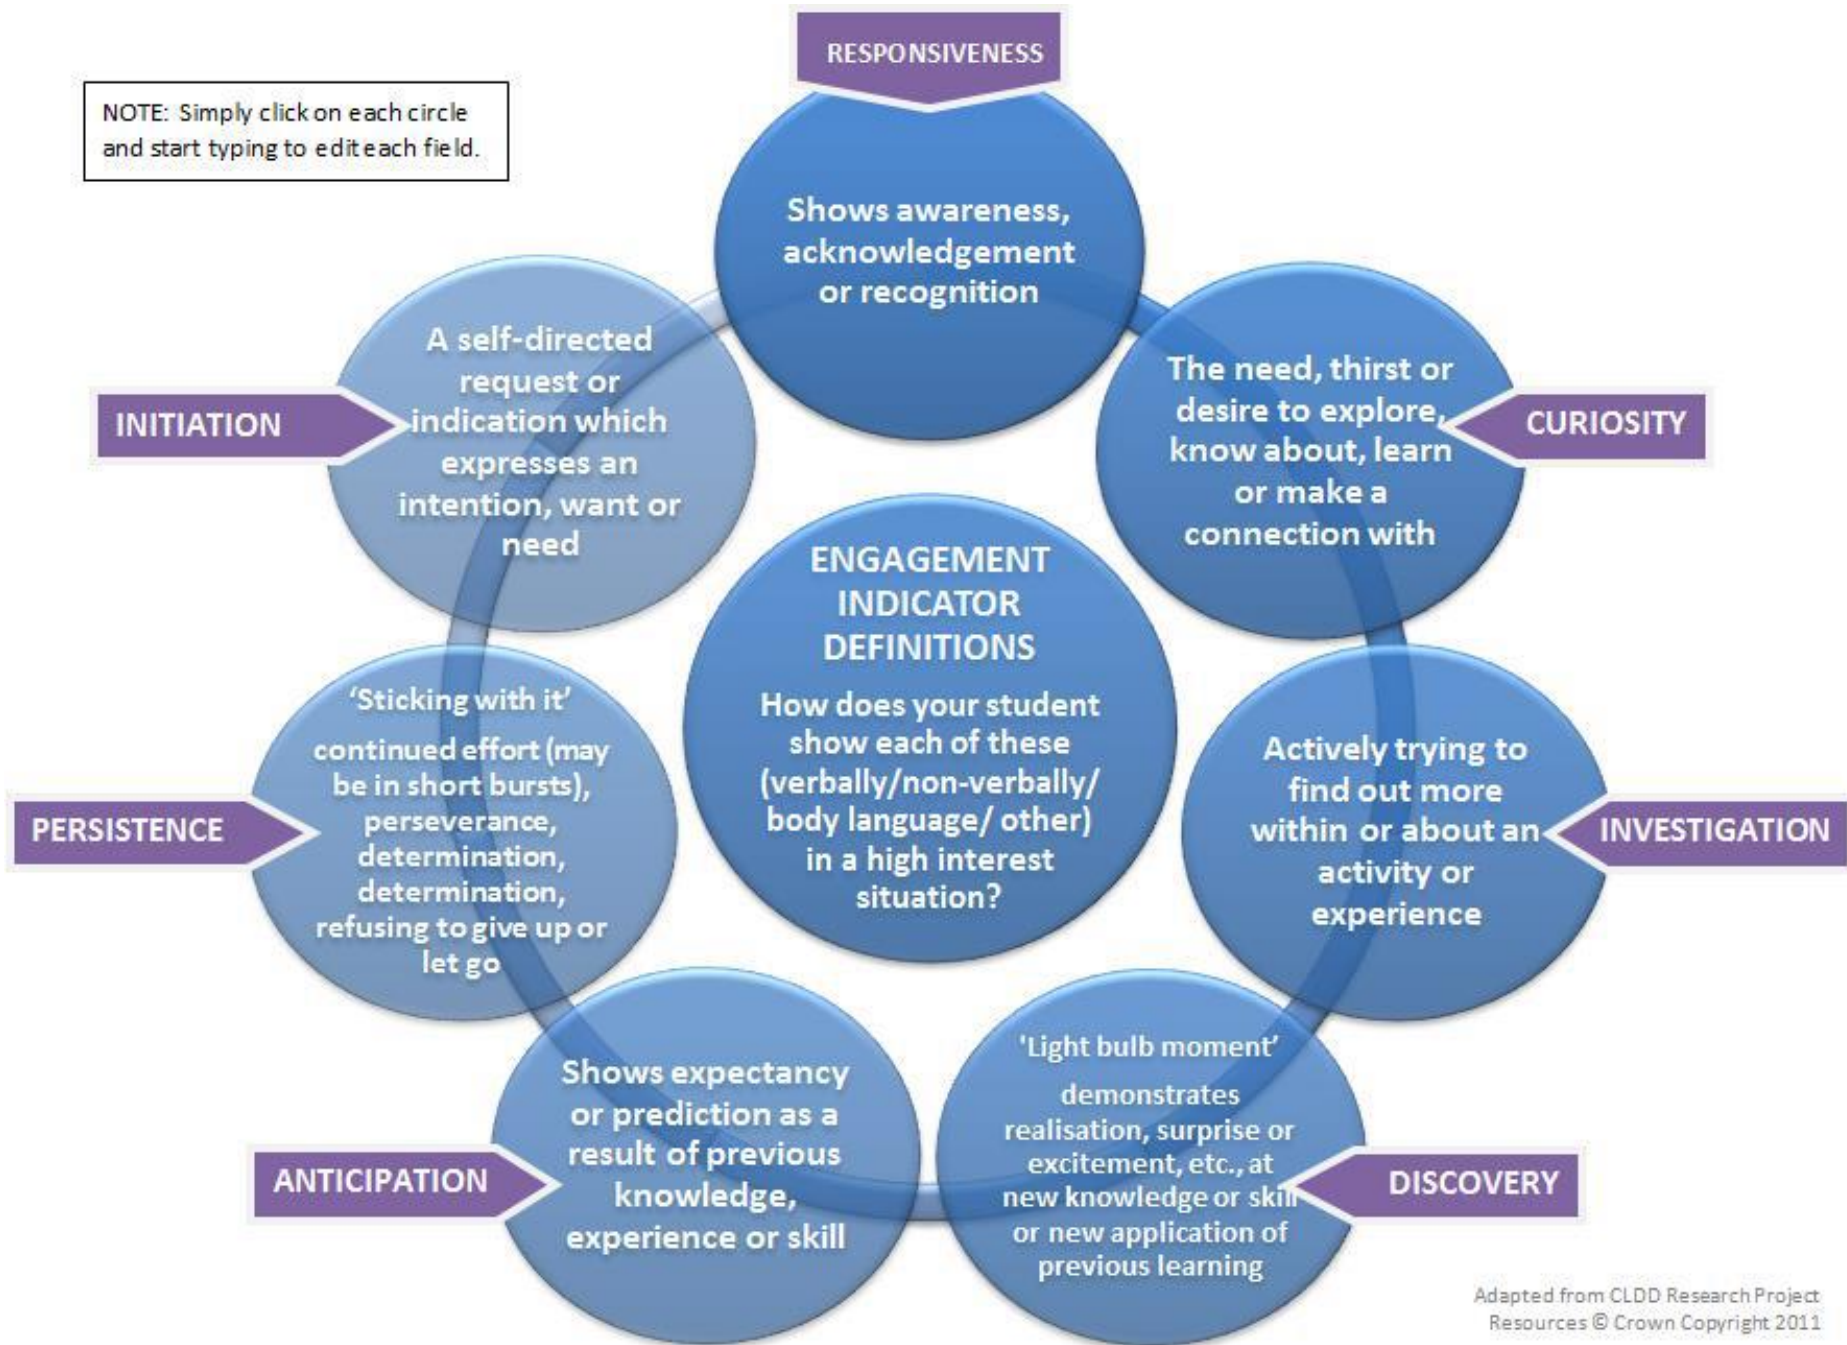 RESPONSIVENESS
NOTE: Simply click on each circle
and start typing to edit each field.
Shows awareness,
acknowledgement
or recognition
CURIOSITY
The need, thirst or
desire to explore,
know about, learn
or make a
connection with
INVESTIGATION
Actively trying to
find out more
within or about an
activity or
experience
DISCOVERY
'Light bulb moment’
demonstrates
realisation, surprise or
excitement, etc., at
new knowledge or skill
or new application of
previous learning
ANTICIPATION
Shows expectancy
or prediction as a
result of previous
knowledge,
experience or skill
PERSISTENCE
‘Sticking with it’
continued effort (may
be in short bursts),
perseverance,
determination,
determination,
refusing to give up or
let go
INITIATION
A self-directed
request or
indication which
expresses an
intention, want or
need
ENGAGEMENT
INDICATOR
DEFINITIONS
How does your student
show each of these
(verbally/non-verbally/
body language/ other)
in a high interest
situation?
Adapted from CLDD Research Project
Resources © Crown Copyright 2011